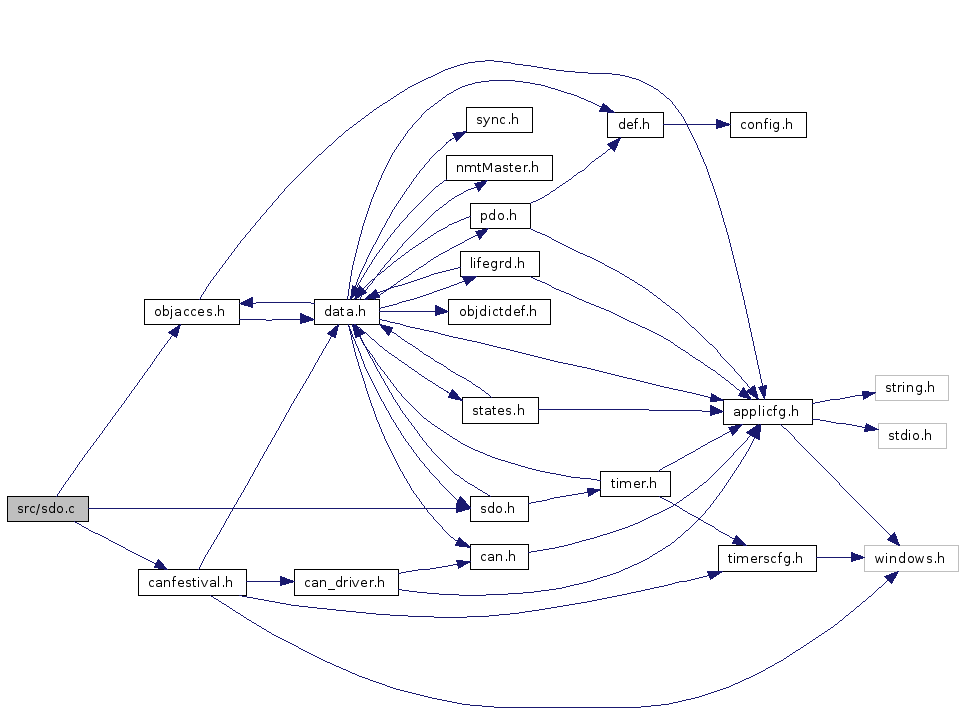 sync.h
def.h
config.h
nmtMaster.h
pdo.h
lifegrd.h
objacces.h
data.h
objdictdef.h
string.h
states.h
applicfg.h
stdio.h
timer.h
src/sdo.c
sdo.h
can.h
timerscfg.h
windows.h
canfestival.h
can_driver.h